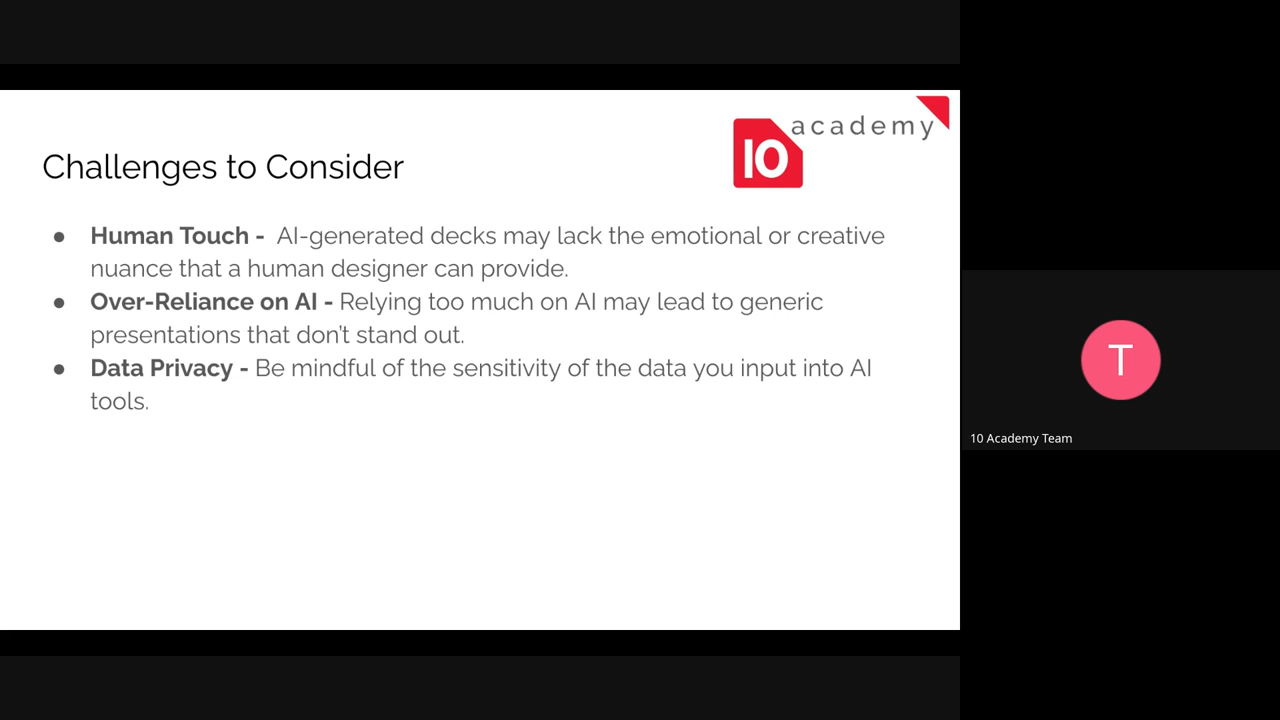 academy
10
Challenges to Consider
● Human Touch - AI-generated decks may lack the emotional or creative
nuance that a human designer can provide.
● Over-Reliance on AI - Relying too much on AI may lead to generic
presentations that don't stand out.
● Data Privacy - Be mindful of the sensitivity of the data you input into AI
tools.
T
10 Academy Team